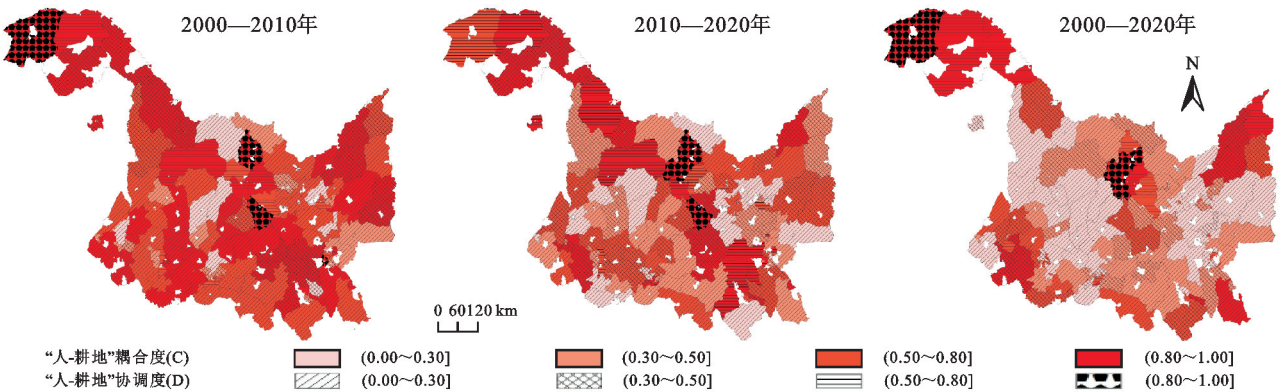 2000—2010年
2010—2020年
2000—2020年
N
0 60120 km
“人-耕地”耦合度(C) (0.00～0.30] (0.30～0.50] (0.50～0.80] (0.80～1.00]
“人-耕地”协调度(D) (0.00～0.30] (0.30～0.50] (0.50～0.80] (0.80～1.00]